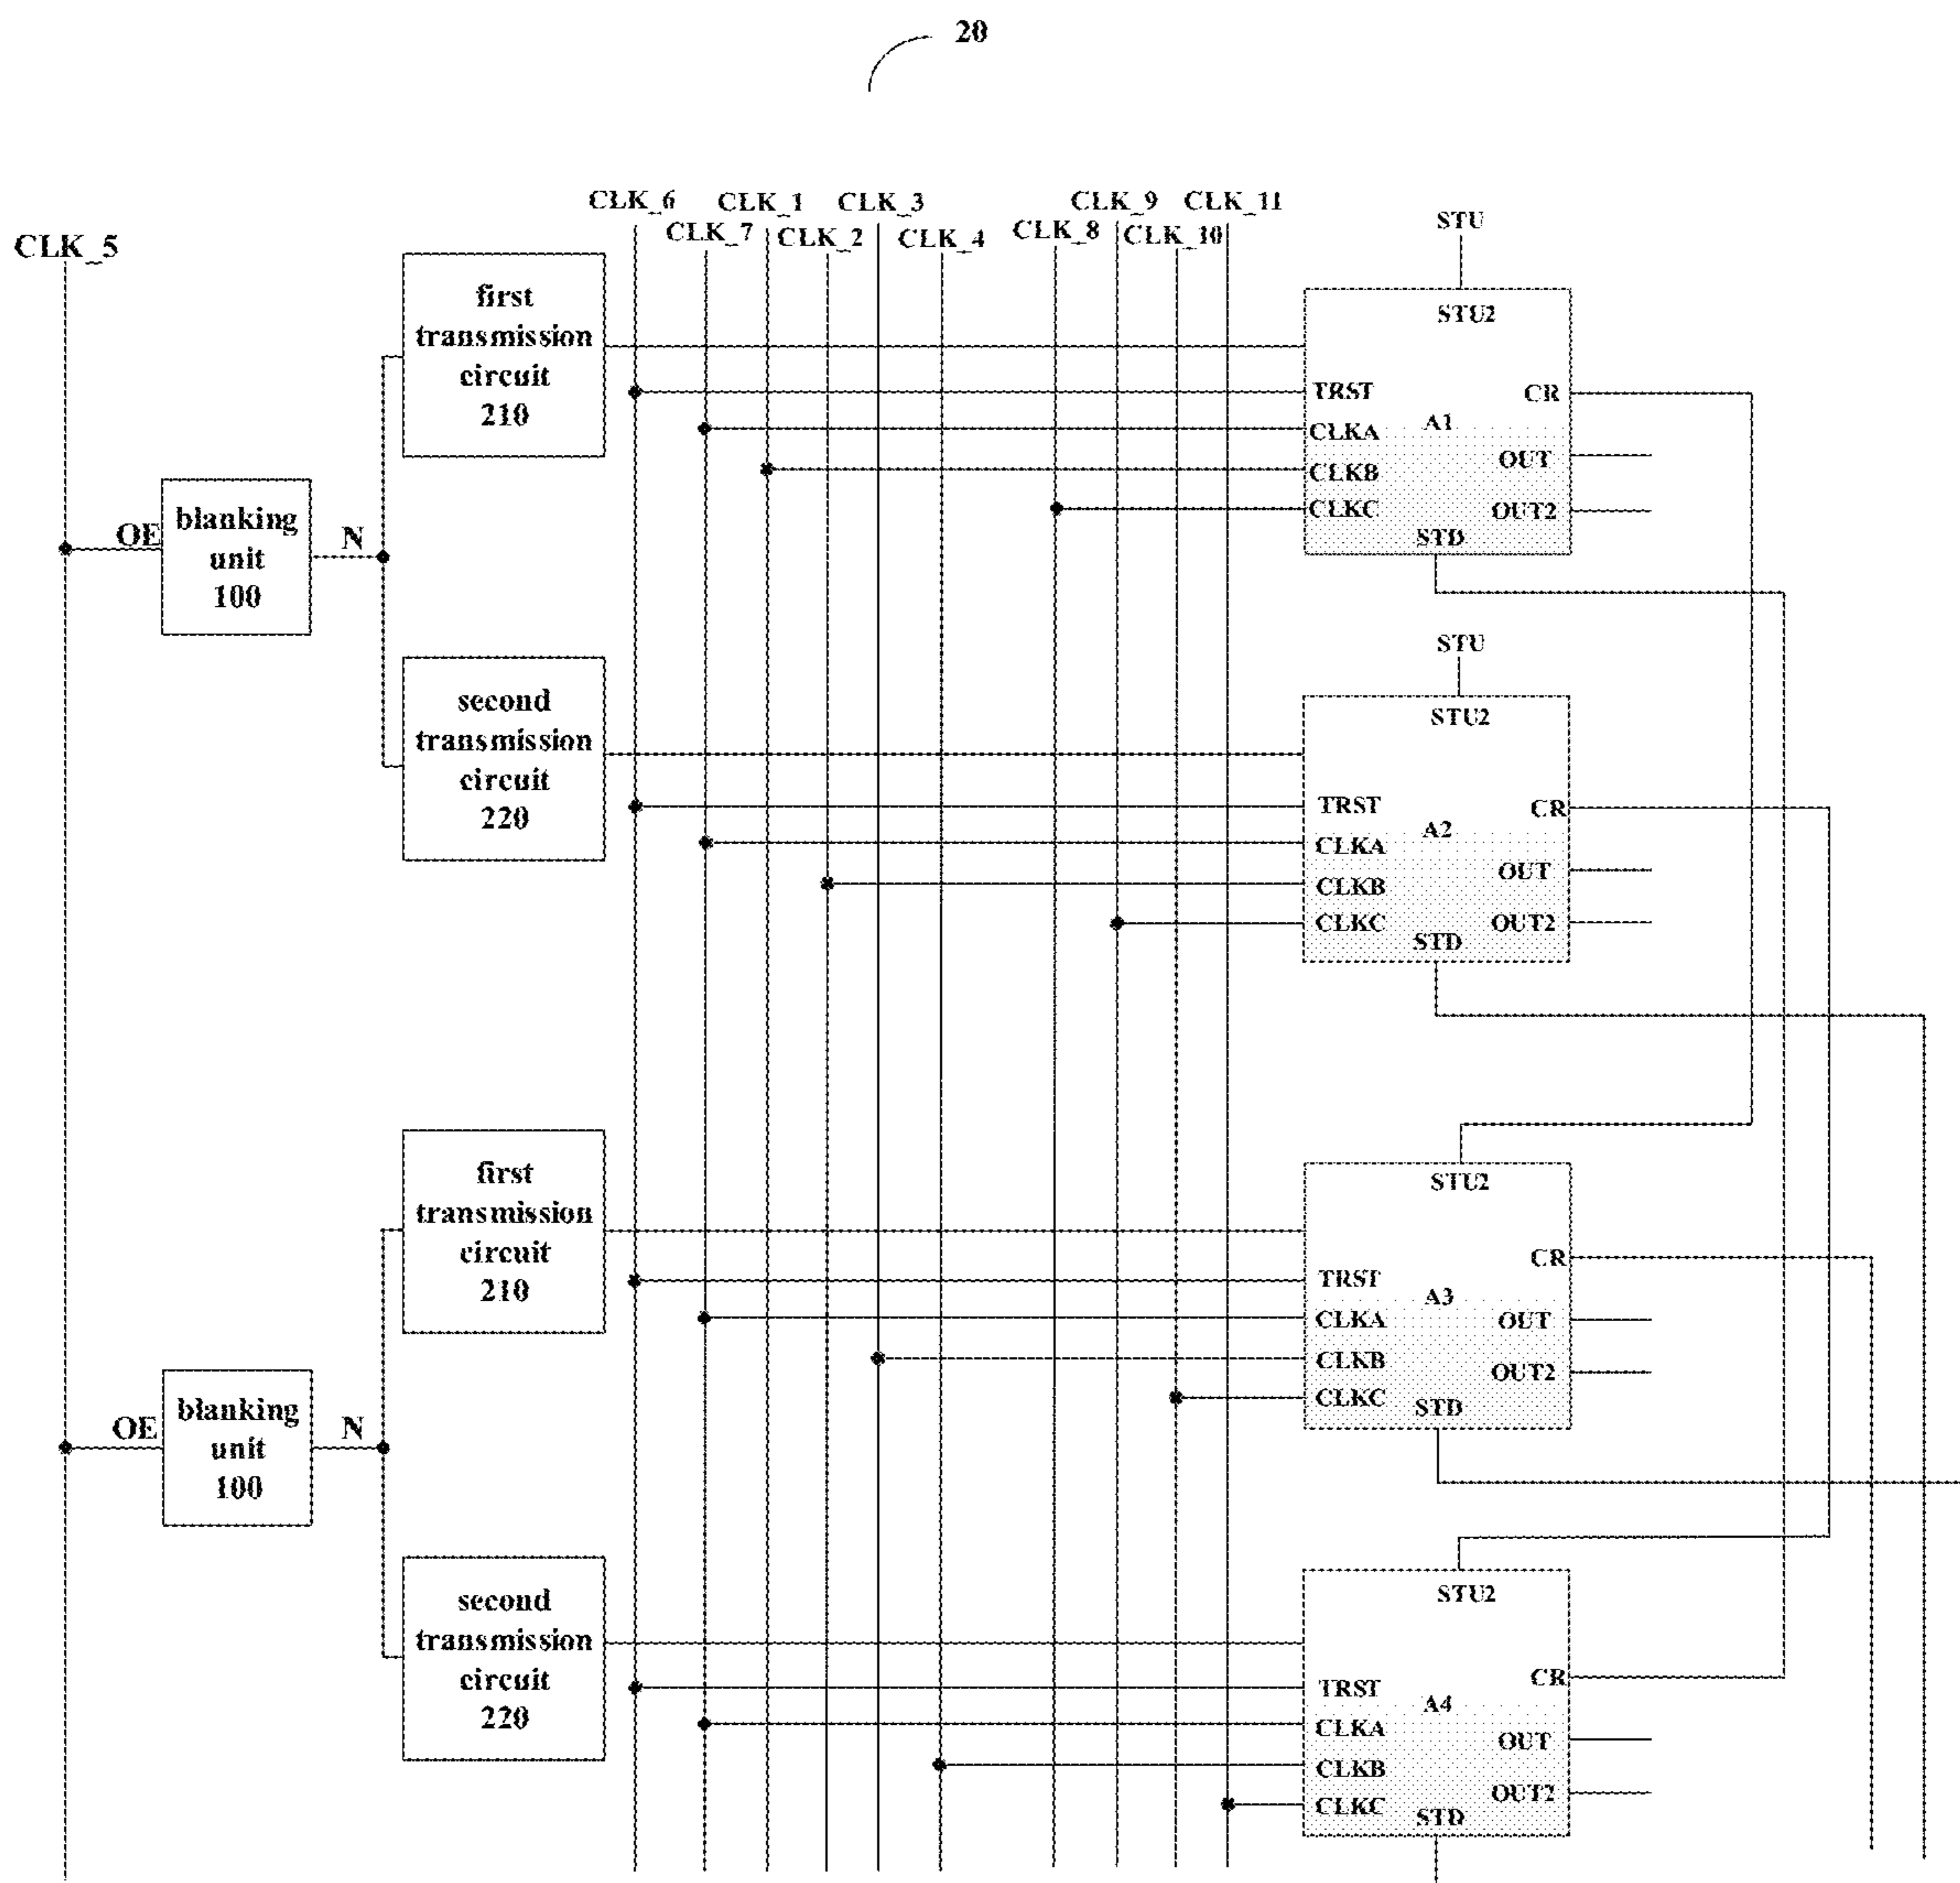 20
CLK_6 CLK_1 CLK_3 CLK_9 CLK_11
CLK_7 CLK_2 CLK_4 CLK_8 CLK_10
STU
CLK_5
first
transmission
circuit
210
STU2
TRST
CR
A1
CLKA
CLKB
OUT
CLKC
OUT2
STD
OE
blanking
unit
100
N
STU
second
transmission
circuit
220
STU2
TRST
CR
A2
CLKA
CLKB
OUT
CLKC
OUT2
STD
first
transmission
circuit
210
STU2
CR
TRST
A3
CLKA
OUT
CLKB
OUT2
CLKC
STD
OE
blanking
unit
100
N
second
transmission
circuit
220
STU2
CR
TRST
A4
CLKA
OUT
CLKB
OUT2
CLKC
STD